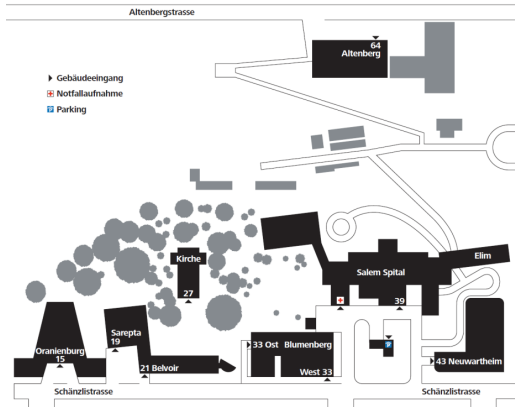 Altenbergstrasse
64
Altenberg
Gebäudeeingang
Notfallaufnahme
P Parking
Kirche
27
Salem Spital
Elim
39
Sarepta
19
Oranienburg
15
21 Belvoir
33 Ost Blumenberg
West 33
P
43 Neuwartheim
Schänzlistrasse
Schänzlistrasse